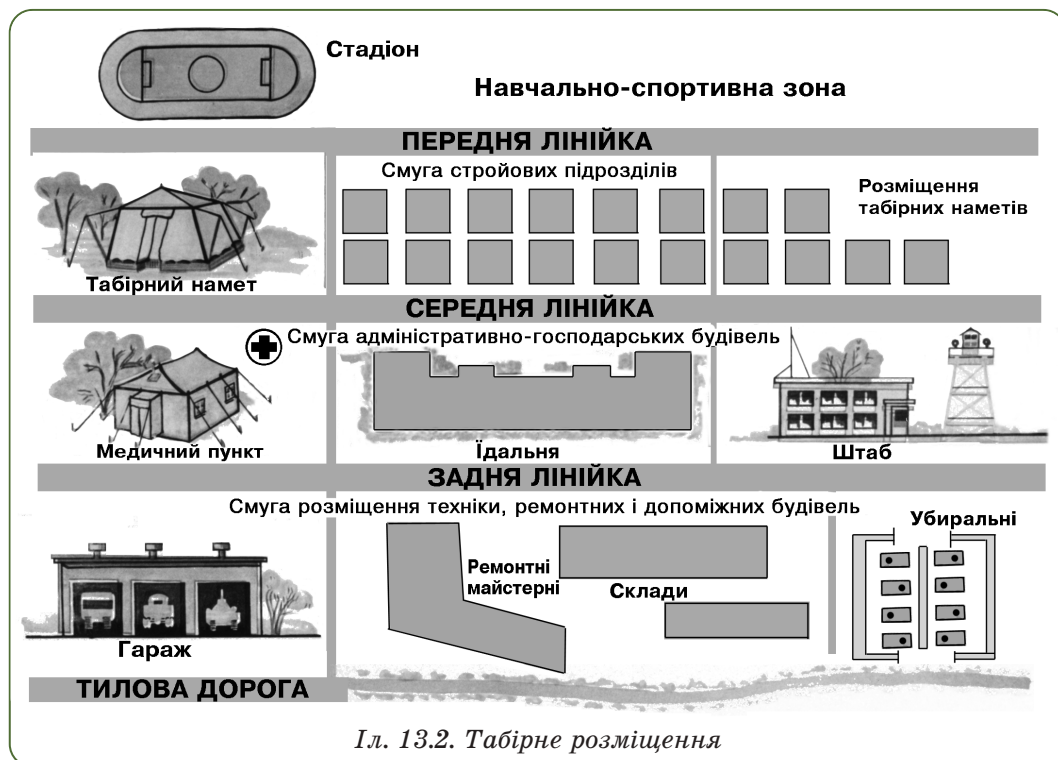 Стадіон
Навчально-спортивна зона
ПЕРЕДНЯ ЛІНІЙКА
Смуга стройових підрозділів
Розміщення
табірних наметів
Табірний намет
СЕРЕДНЯ ЛІНІЙКА
Смуга адміністративно-господарських будівель
Медичний пункт
Їдальня
Штаб
ЗАДНЯ ЛІНІЙКА
Смуга розміщення техніки, ремонтних і допоміжних будівель
Убиральні
Ремонтні
майстерні
Склади
Гараж
ТИЛОВА ДОРОГА
Іл. 13.2. Табірне розміщення